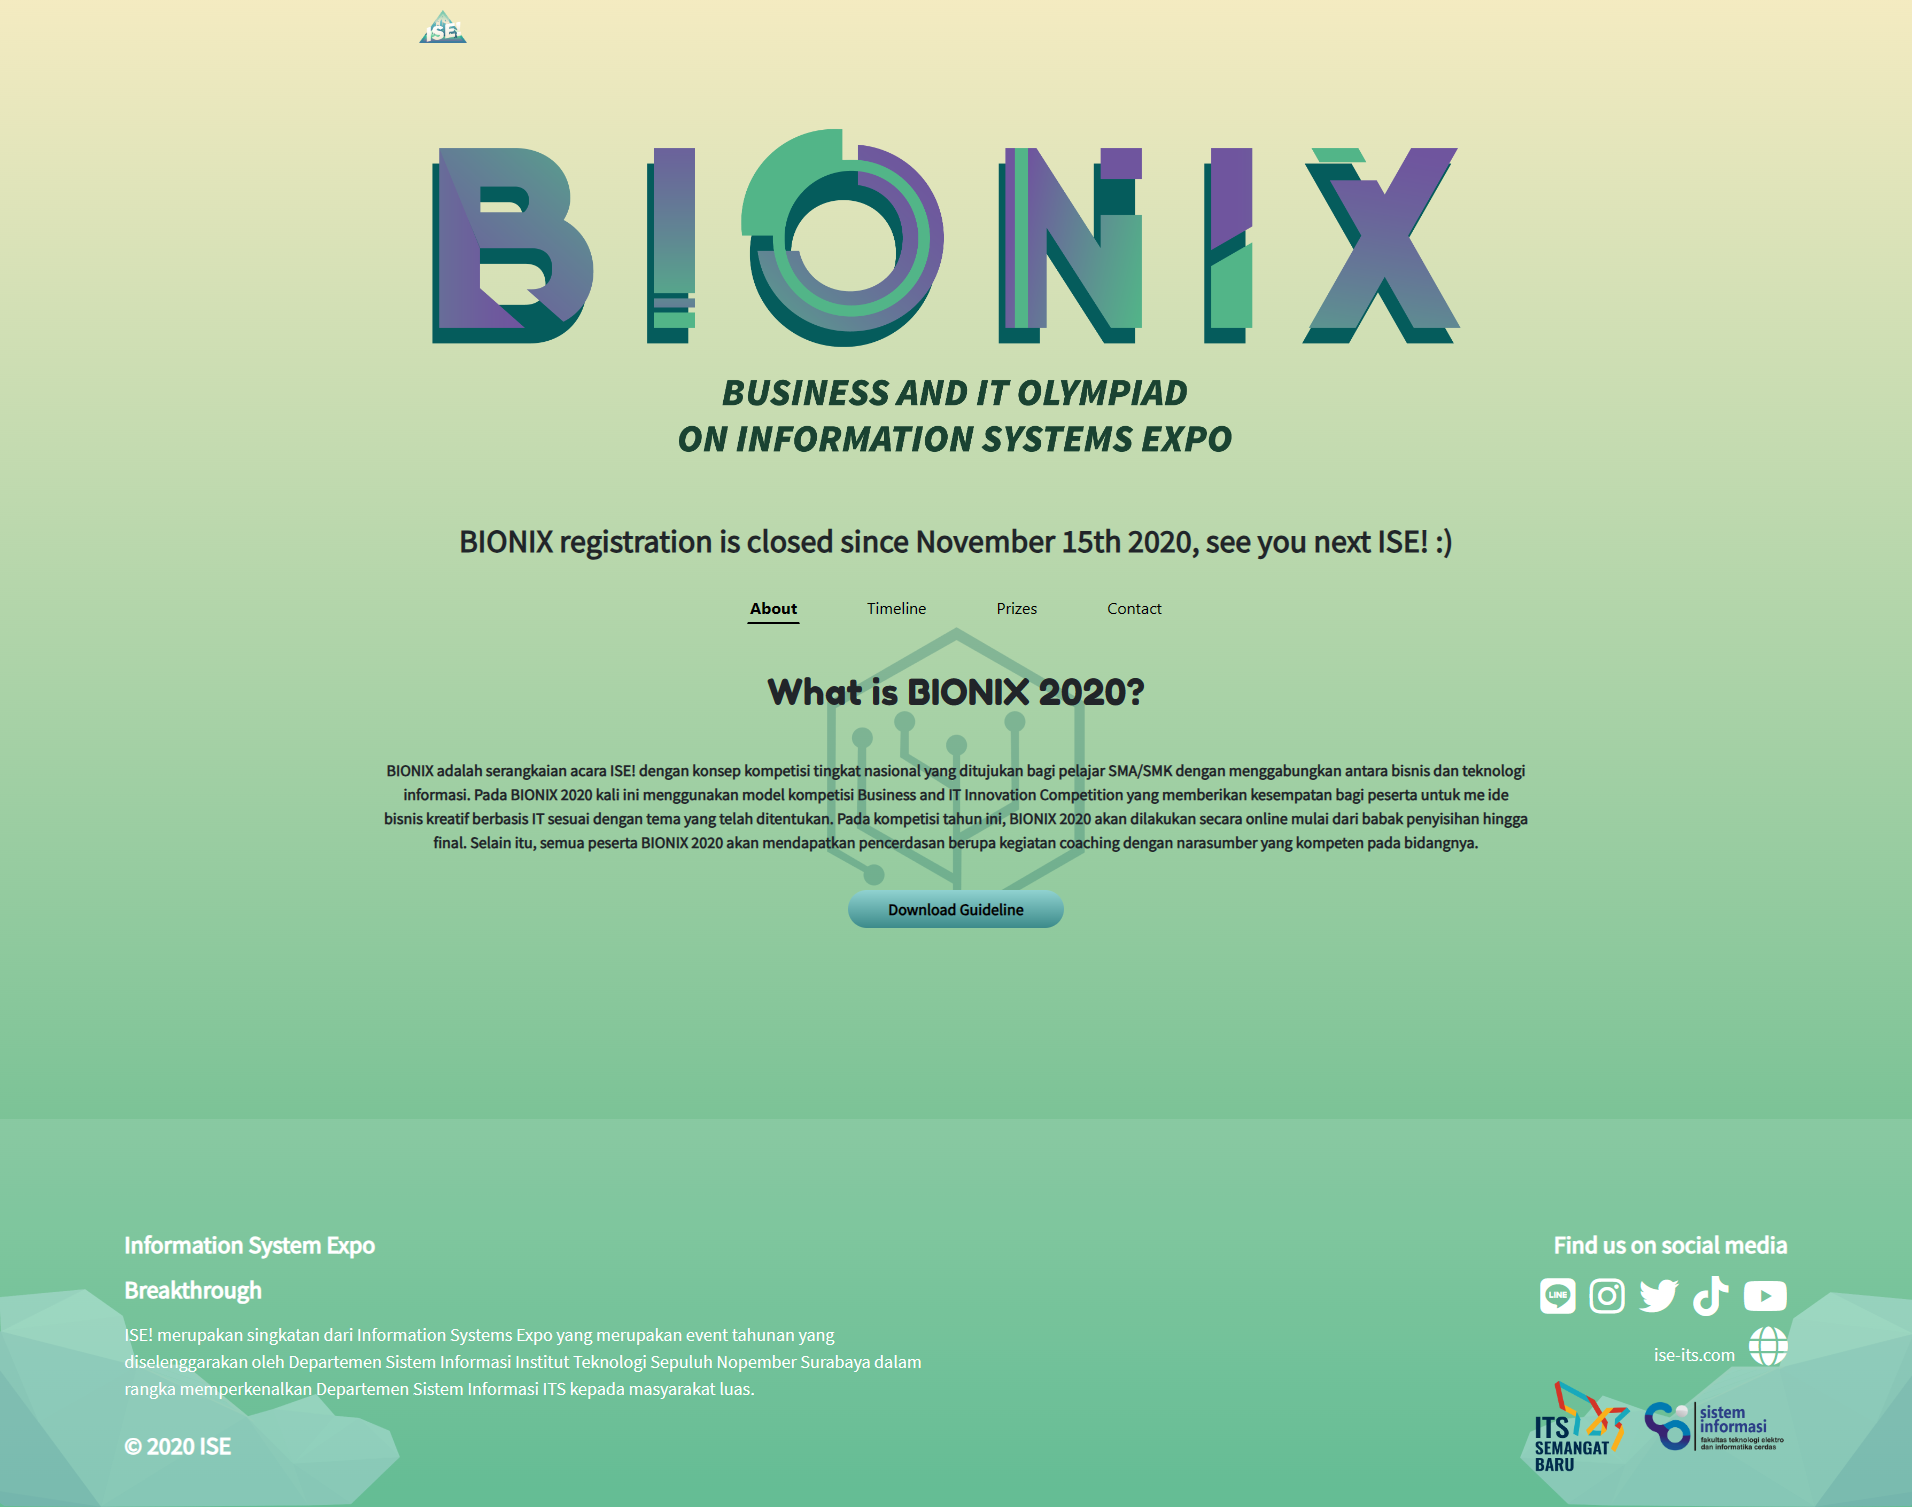 ISE!
BIONIX
BUSINESS AND IT OLYMPIAD
ON INFORMATION SYSTEMS EXPO
BIONIX registration is closed since November 15th 2020, see you next ISE! :)
About Timeline Prizes Contact
What is BIONIX 2020?
BIONIX adalah serangkaian acara ISE! dengan konsep kompetisi tingkat nasional yang ditujukan bagi pelajar SMA/SMK dengan menggabungkan antara bisnis dan teknologi
informasi. Pada BIONIX 2020 kali ini menggunakan model kompetisi Business and IT Innovation Competition yang memberikan kesempatan bagi peserta untuk me ide
bisnis kreatif berbasis IT sesuai dengan tema yang telah ditentukan. Pada kompetisi tahun ini, BIONIX 2020 akan dilakukan secara online mulai dari babak penyisihan hingga
final. Selain itu, semua peserta BIONIX 2020 akan mendapatkan pencerdasan berupa kegiatan coaching dengan narasumber yang kompeten pada bidangnya.
Download Guideline
Information System Expo
Breakthrough
ISE! merupakan singkatan dari Information Systems Expo yang merupakan event tahunan yang
diselenggarakan oleh Departemen Sistem Informasi Institut Teknologi Sepuluh Nopember Surabaya dalam
rangka memperkenalkan Departemen Sistem Informasi ITS kepada masyarakat luas.
© 2020 ISE
Find us on social media
LINE
ise-its.com
ITS
SEMANGAT
BARU
sistem
informasi
fakultas teknologi elektro
dan informatika cerdas